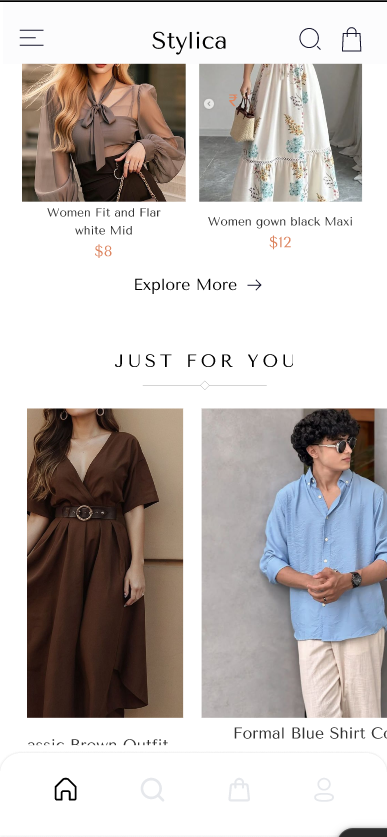 Stylica
Women Fit and Flar
white Mid
$8
Women gown black Maxi
$12
Explore More →
JUST FOR YOU
assic Brown Outfit
Formal Blue Shirt Co